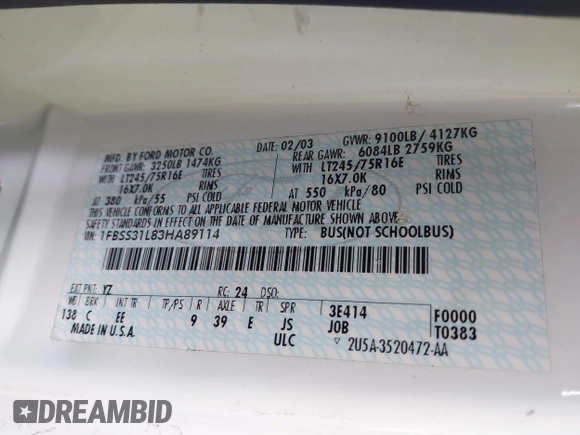 MFD. BY FORD MOTOR CO. DATE: 02/03 GVWR: 9100LB / 4127KG
FRONT GAWR: 3250LB 1474KG REAR GAWR: 6084LB 2759KG
WITH LT245/75R16E TIRES WITH LT245/75R16E TIRES
16X7.0K RIMS 16X7.0K RIMS
AT 380 kPa/55 PSI COLD AT 550 kPa/80 PSI COLD
THIS VEHICLE CONFORMS TO ALL APPLICABLE FEDERAL MOTOR VEHICLE
SAFETY STANDARDS IN EFFECT ON THE DATE OF MANUFACTURE SHOWN ABOVE.
VIN: 1FBSS31L83HA89114 TYPE: BUS(NOT SCHOOLBUS)
EXT PNT: YZ RC: 24 DSO:
WB BRK INT TR TP/PS R AXLE TR SPR 3E414 F0000
138 C EE 9 39 E JS JOB T0383
MADE IN U.S.A. ULC ▽ 2U5A-3520472-AA
DREAMBID